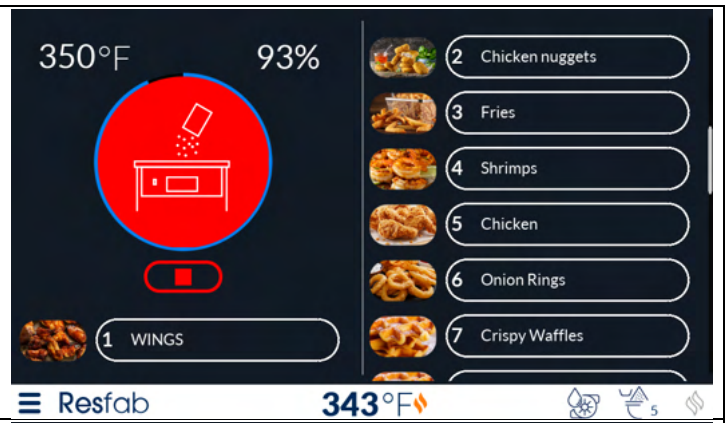 350°F 93%
1 WINGS
2 Chicken nuggets
3 Fries
4 Shrimps
5 Chicken
6 Onion Rings
7 Crispy Waffles
Resfab 343°F 5